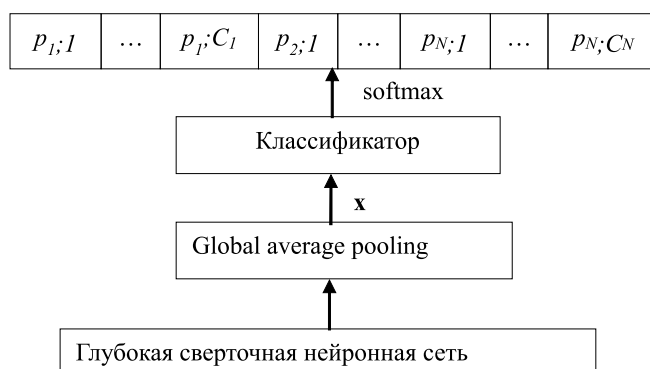 p1;1 … p1;C1 p2;1 … pN;1 … pN;CN
softmax
Классификатор
x
Global average pooling
Глубокая сверточная нейронная сеть